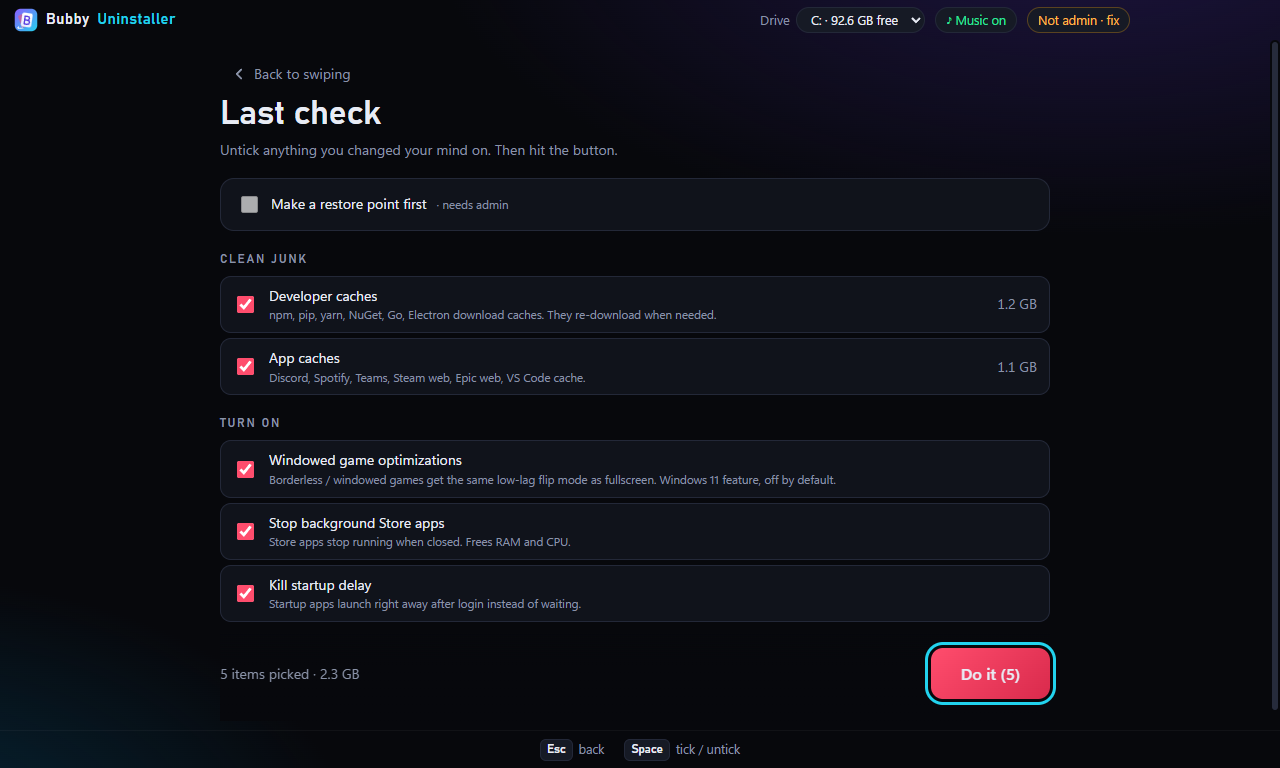 Bubby Uninstaller
Drive C: · 92.6 GB free ♪ Music on Not admin · fix
Back to swiping
Last check
Untick anything you changed your mind on. Then hit the button.
Make a restore point first · needs admin
CLEAN JUNK
Developer caches
npm, pip, yarn, NuGet, Go, Electron download caches. They re-download when needed.
1.2 GB
App caches
Discord, Spotify, Teams, Steam web, Epic web, VS Code cache.
1.1 GB
TURN ON
Windowed game optimizations
Borderless / windowed games get the same low-lag flip mode as fullscreen. Windows 11 feature, off by default.
Stop background Store apps
Store apps stop running when closed. Frees RAM and CPU.
Kill startup delay
Startup apps launch right away after login instead of waiting.
5 items picked · 2.3 GB
Do it (5)
Esc back Space tick / untick